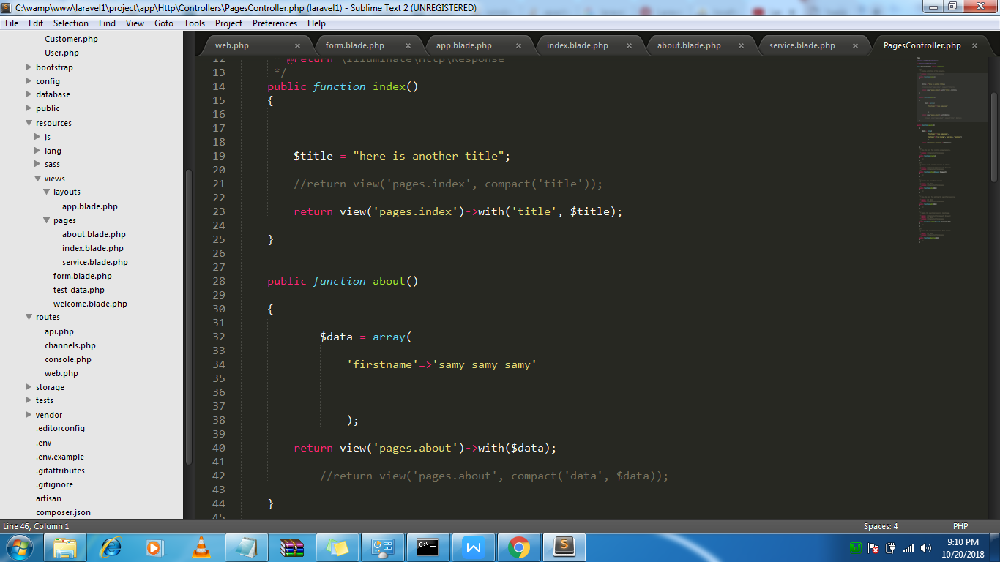 C:\wamp\www\laravel1\project\app\Http\Controllers\PagesController.php (laravel1) - Sublime Text 2 (UNREGISTERED)
File Edit Selection Find View Goto Tools Project Preferences Help
Customer.php
User.php
bootstrap
config
database
public
resources
js
lang
sass
views
layouts
app.blade.php
pages
about.blade.php
index.blade.php
service.blade.php
form.blade.php
test-data.php
welcome.blade.php
routes
api.php
channels.php
console.php
web.php
storage
tests
vendor
.editorconfig
.env
.env.example
.gitattributes
.gitignore
artisan
composer.json
web.php × form.blade.php × app.blade.php × index.blade.php × about.blade.php × service.blade.php × PagesController.php ×
12 * @return \Illuminate\Http\Response
13 */
14 public function index()
15 {
16
17
18
19 $title = "here is another title";
20
21 //return view('pages.index', compact('title'));
22
23 return view('pages.index')->with('title', $title);
24
25 }
26
27
28 public function about()
29
30 {
31
32 $data = array(
33
34 'firstname'=>'samy samy samy'
35
36
37
38 );
39
40 return view('pages.about')->with($data);
41
42 //return view('pages.about', compact('data', $data));
43
44 }
45
Line 46, Column 1 Spaces: 4 PHP
9:10 PM
10/20/2018